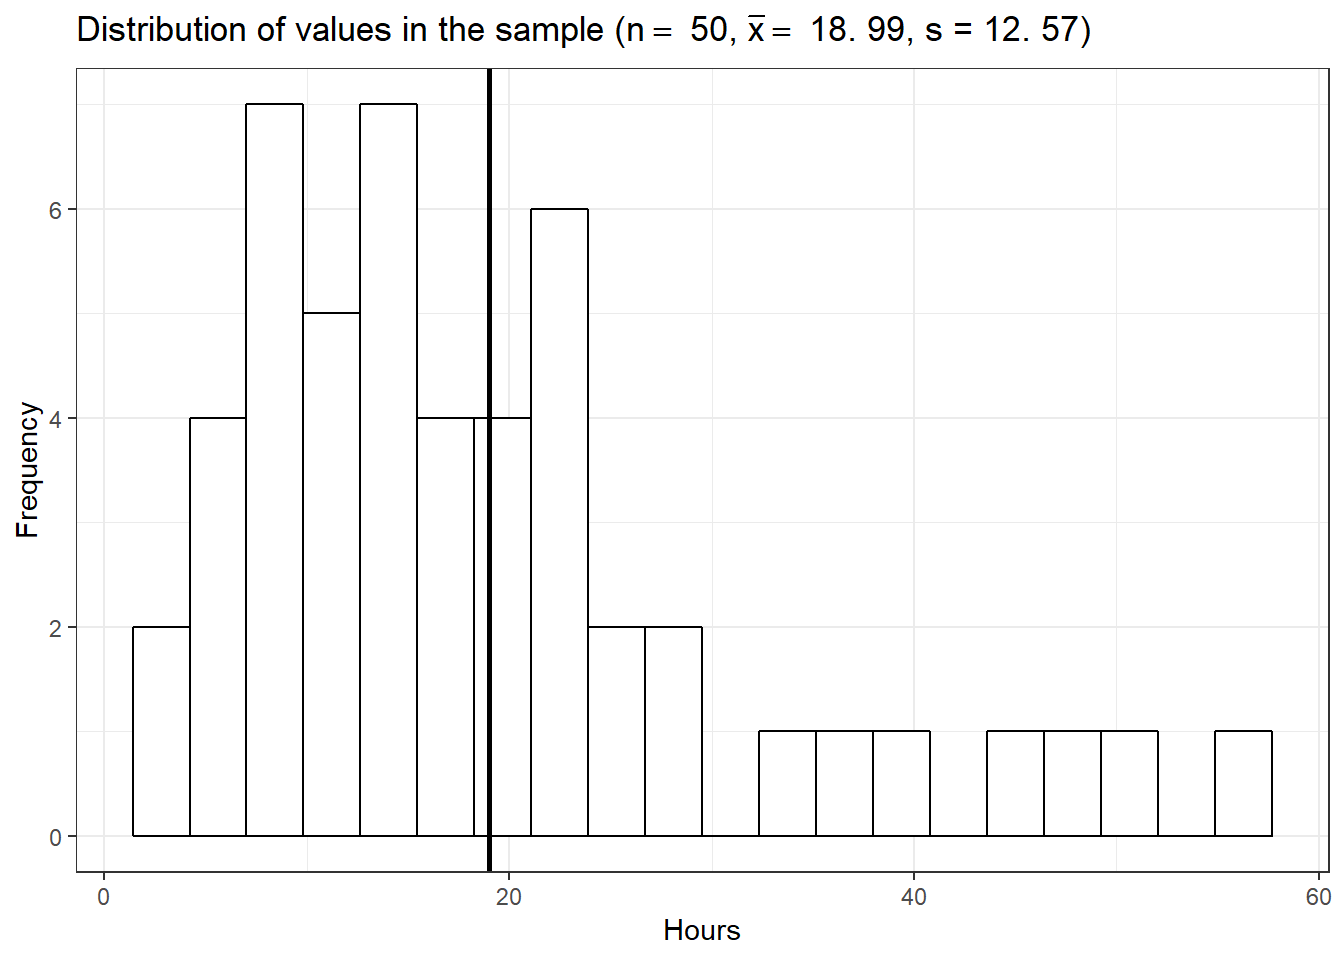 Distribution of values in the sample (n = 50, x̅ = 18. 99, s = 12. 57)
6
4
2
0
Frequency
0 20 40 60
Hours